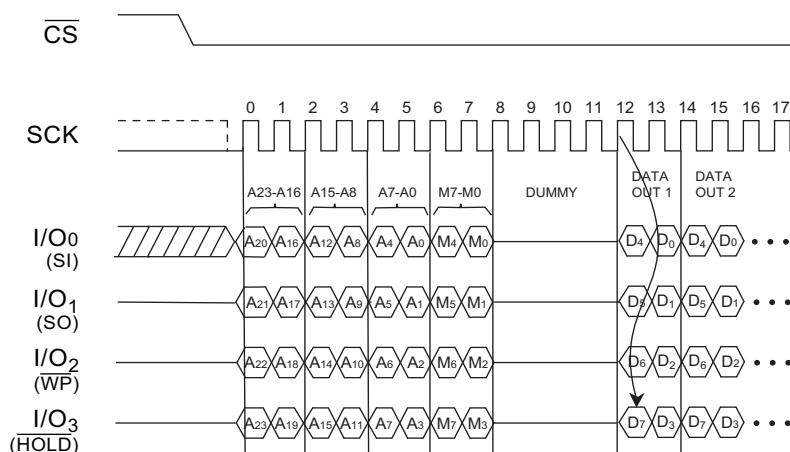 CS
0 1 2 3 4 5 6 7 8 9 10 11 12 13 14 15 16 17
SCK
A23-A16 A15-A8 A7-A0 M7-M0 DUMMY DATA OUT 1 DATA OUT 2
I/O0 A20 A16 A12 A8 A4 A0 M4 M0 D4 D0 D4 D0 • • •
(SI)
I/O1 A21 A17 A13 A9 A5 A1 M5 M1 D5 D1 D5 D1 • • •
(SO)
I/O2 A22 A18 A14 A10 A6 A2 M6 M2 D6 D2 D6 D2 • • •
(WP)
I/O3 A23 A19 A15 A11 A7 A3 M7 M3 D7 D3 D7 D3 • • •
(HOLD)